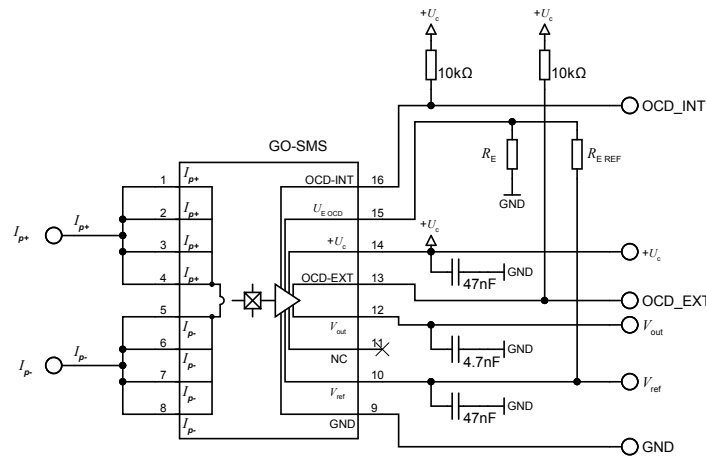 +Uc +Uc
10kΩ 10kΩ
OCD_INT
GO-SMS
RE RE REF
1 Ip+ OCD-INT 16
GND
2 Ip+ UE OCD 15
Ip+ Ip+ +Uc
3 Ip+ +Uc 14 +Uc
GND
4 Ip+ OCD-EXT 13 47nF
OCD_EXT
5 Ip- Vout 12 Vout
GND
6 Ip- NC 11 4.7nF
Ip- Ip-
7 Ip- Vref 10 Vref
GND
8 Ip- GND 9 47nF
GND